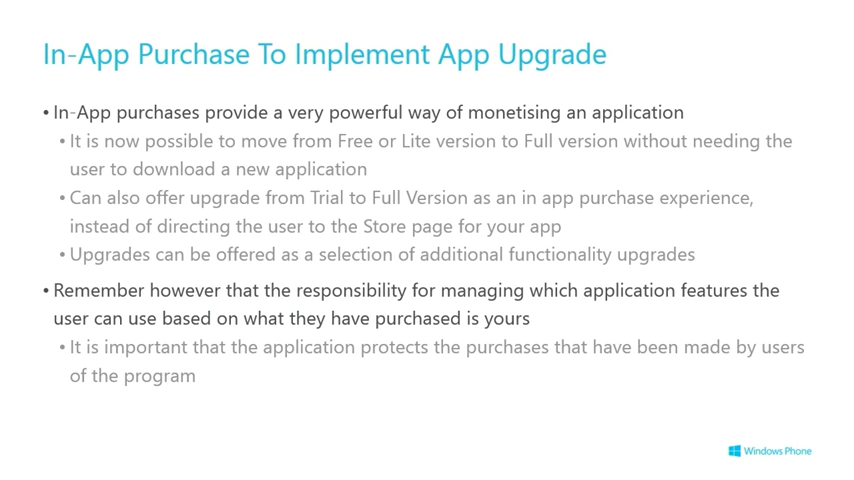 In-App Purchase To Implement App Upgrade
• In-App purchases provide a very powerful way of monetising an application
• It is now possible to move from Free or Lite version to Full version without needing the
user to download a new application
• Can also offer upgrade from Trial to Full Version as an in app purchase experience,
instead of directing the user to the Store page for your app
• Upgrades can be offered as a selection of additional functionality upgrades
• Remember however that the responsibility for managing which application features the
user can use based on what they have purchased is yours
• It is important that the application protects the purchases that have been made by users
of the program
Windows Phone